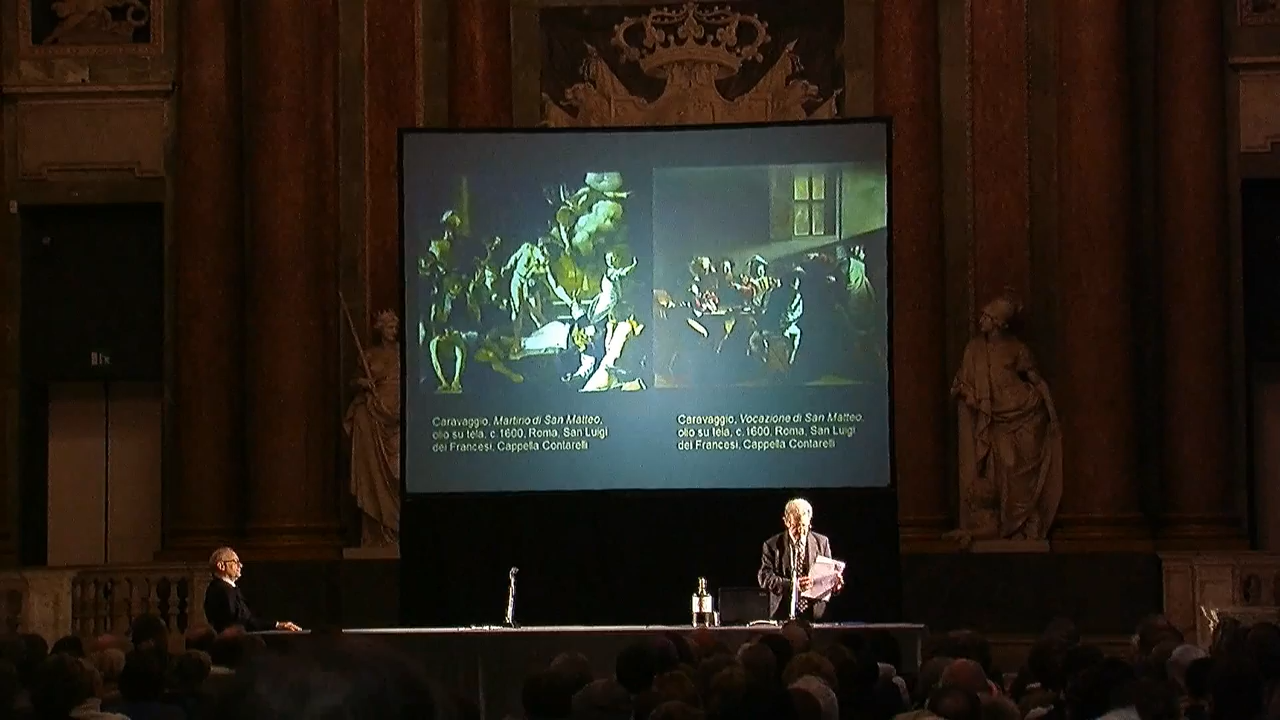 Caravaggio, Martirio di San Matteo,
olio su tela, c.1600, Roma, San Luigi
dei Francesi, Cappella Contarelli
Caravaggio, Vocazione di San Matteo,
olio su tela, c.1600, Roma, San Luigi
dei Francesi, Cappella Contarelli